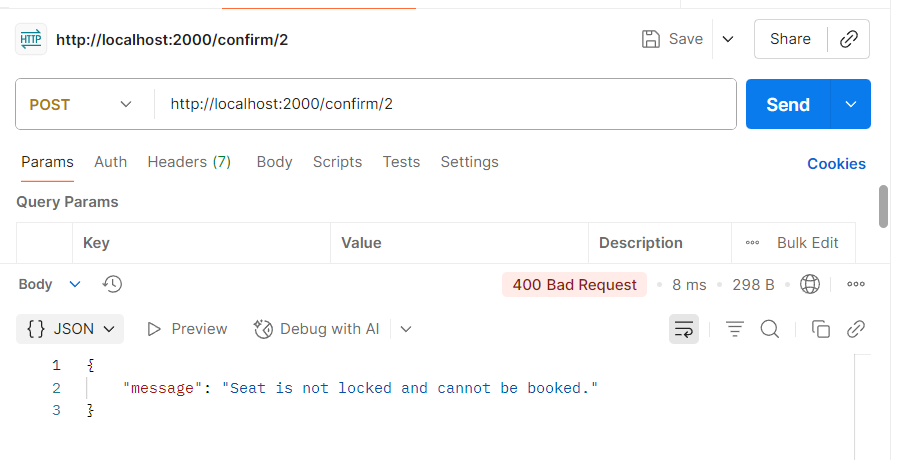 HTTP http://localhost:2000/confirm/2 Save Share
POST http://localhost:2000/confirm/2 Send
Params Auth Headers (7) Body Scripts Tests Settings Cookies
Query Params
Key Value Description Bulk Edit
Body 400 Bad Request 8 ms 298 B
{} JSON Preview Debug with AI
1 {
2 "message": "Seat is not locked and cannot be booked."
3 }